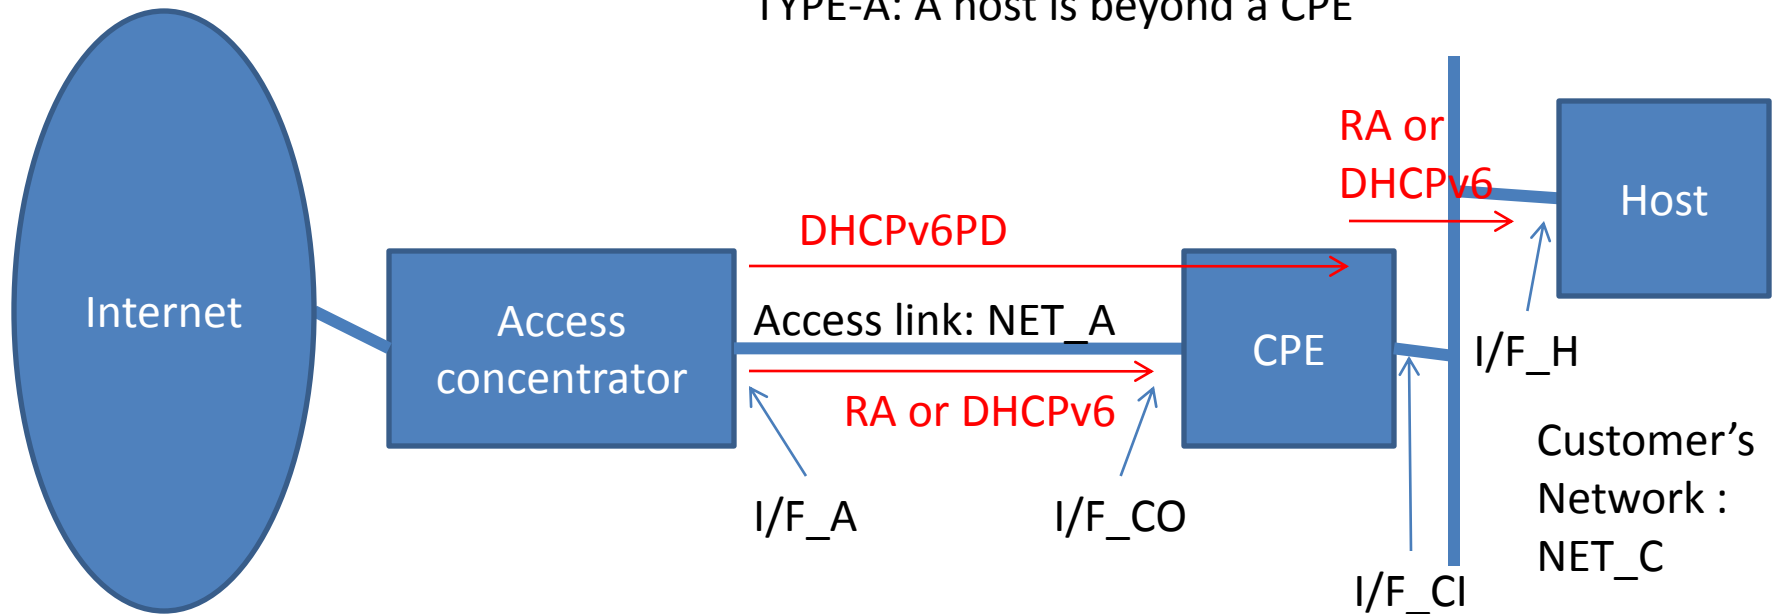 TYPE-A: A host is beyond a CPE
RA or
DHCPv6
Host
DHCPv6PD
Internet
Access
concentrator
Access link: NET_A
CPE
I/F_H
RA or DHCPv6
Customer’s
Network :
NET_C
I/F_A
I/F_CO
I/F_CI